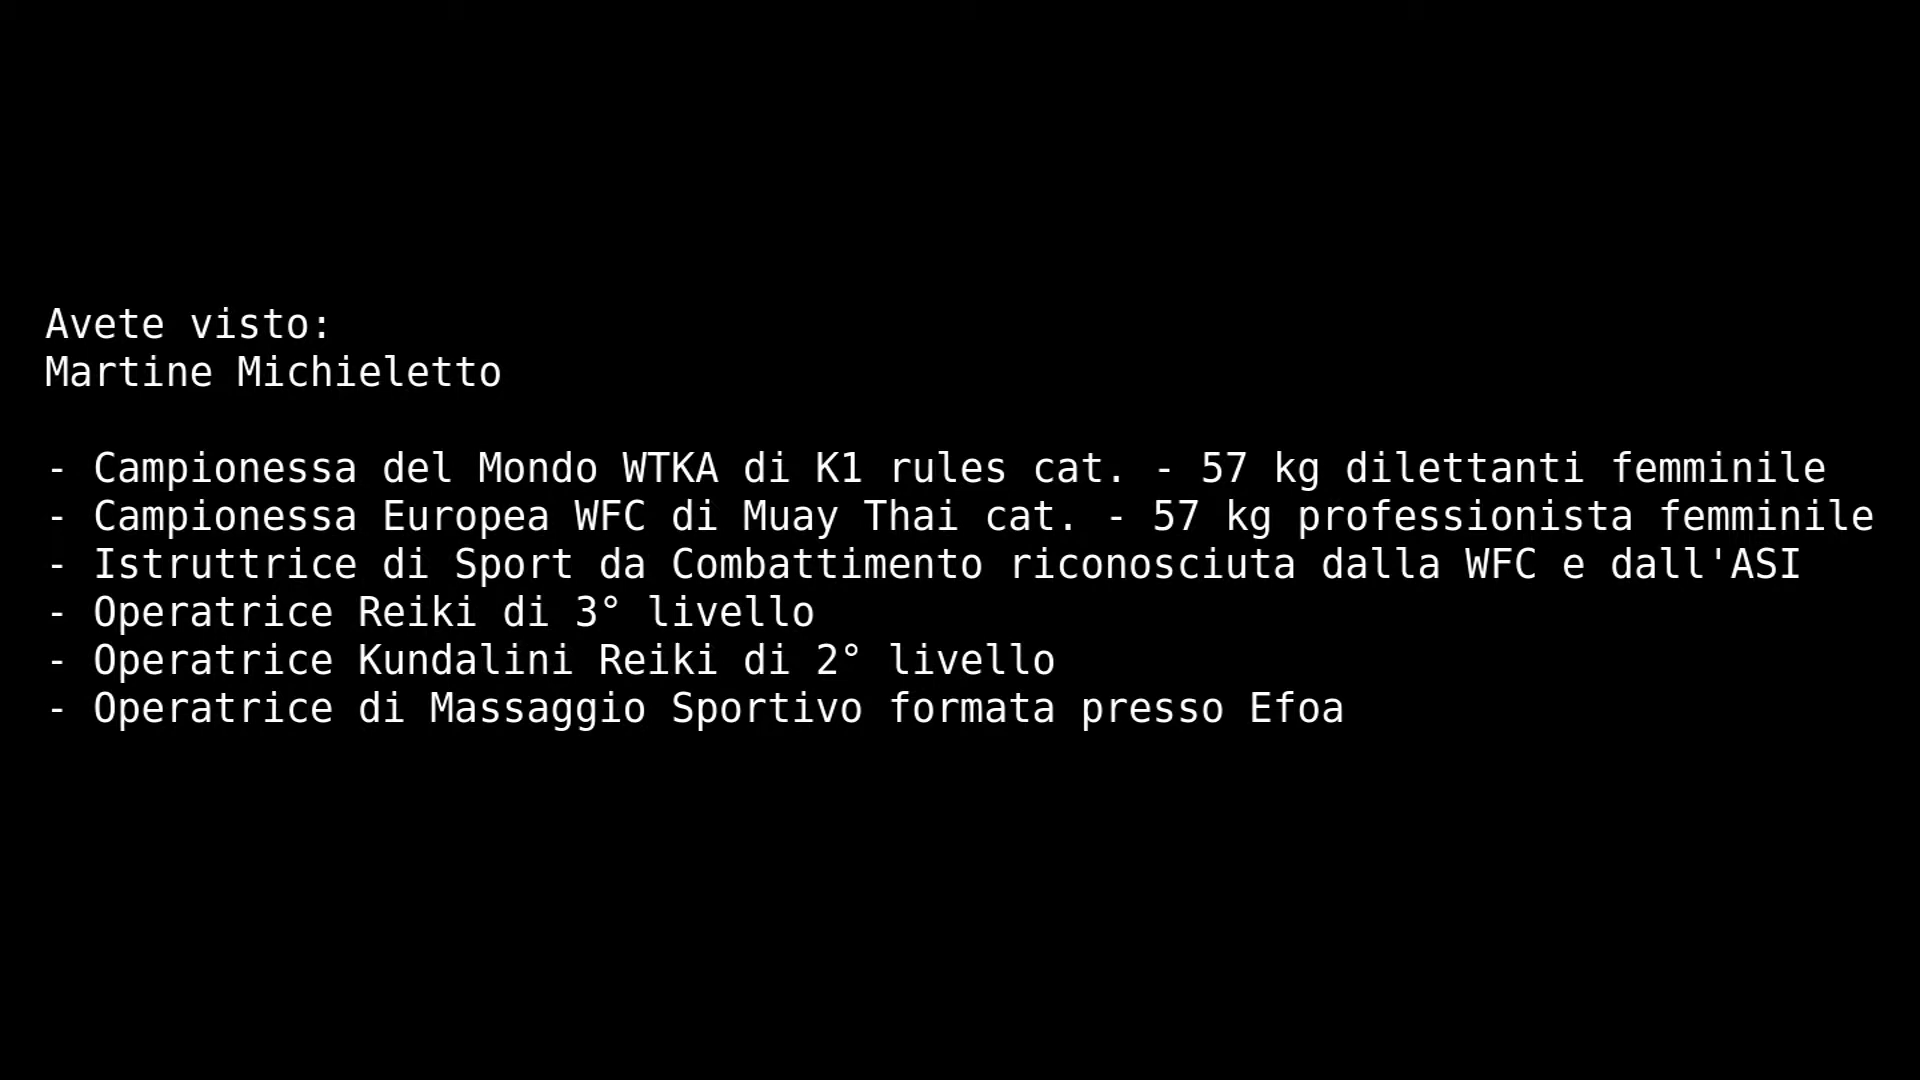 Avete visto:
Martine Michieletto
- Campionessa del Mondo WTKA di K1 rules cat. - 57 kg dilettanti femminile
- Campionessa Europea WFC di Muay Thai cat. - 57 kg professionista femminile
- Istruttrice di Sport da Combattimento riconosciuta dalla WFC e dall'ASI
- Operatrice Reiki di 3° livello
- Operatrice Kundalini Reiki di 2° livello
- Operatrice di Massaggio Sportivo formata presso Efoa